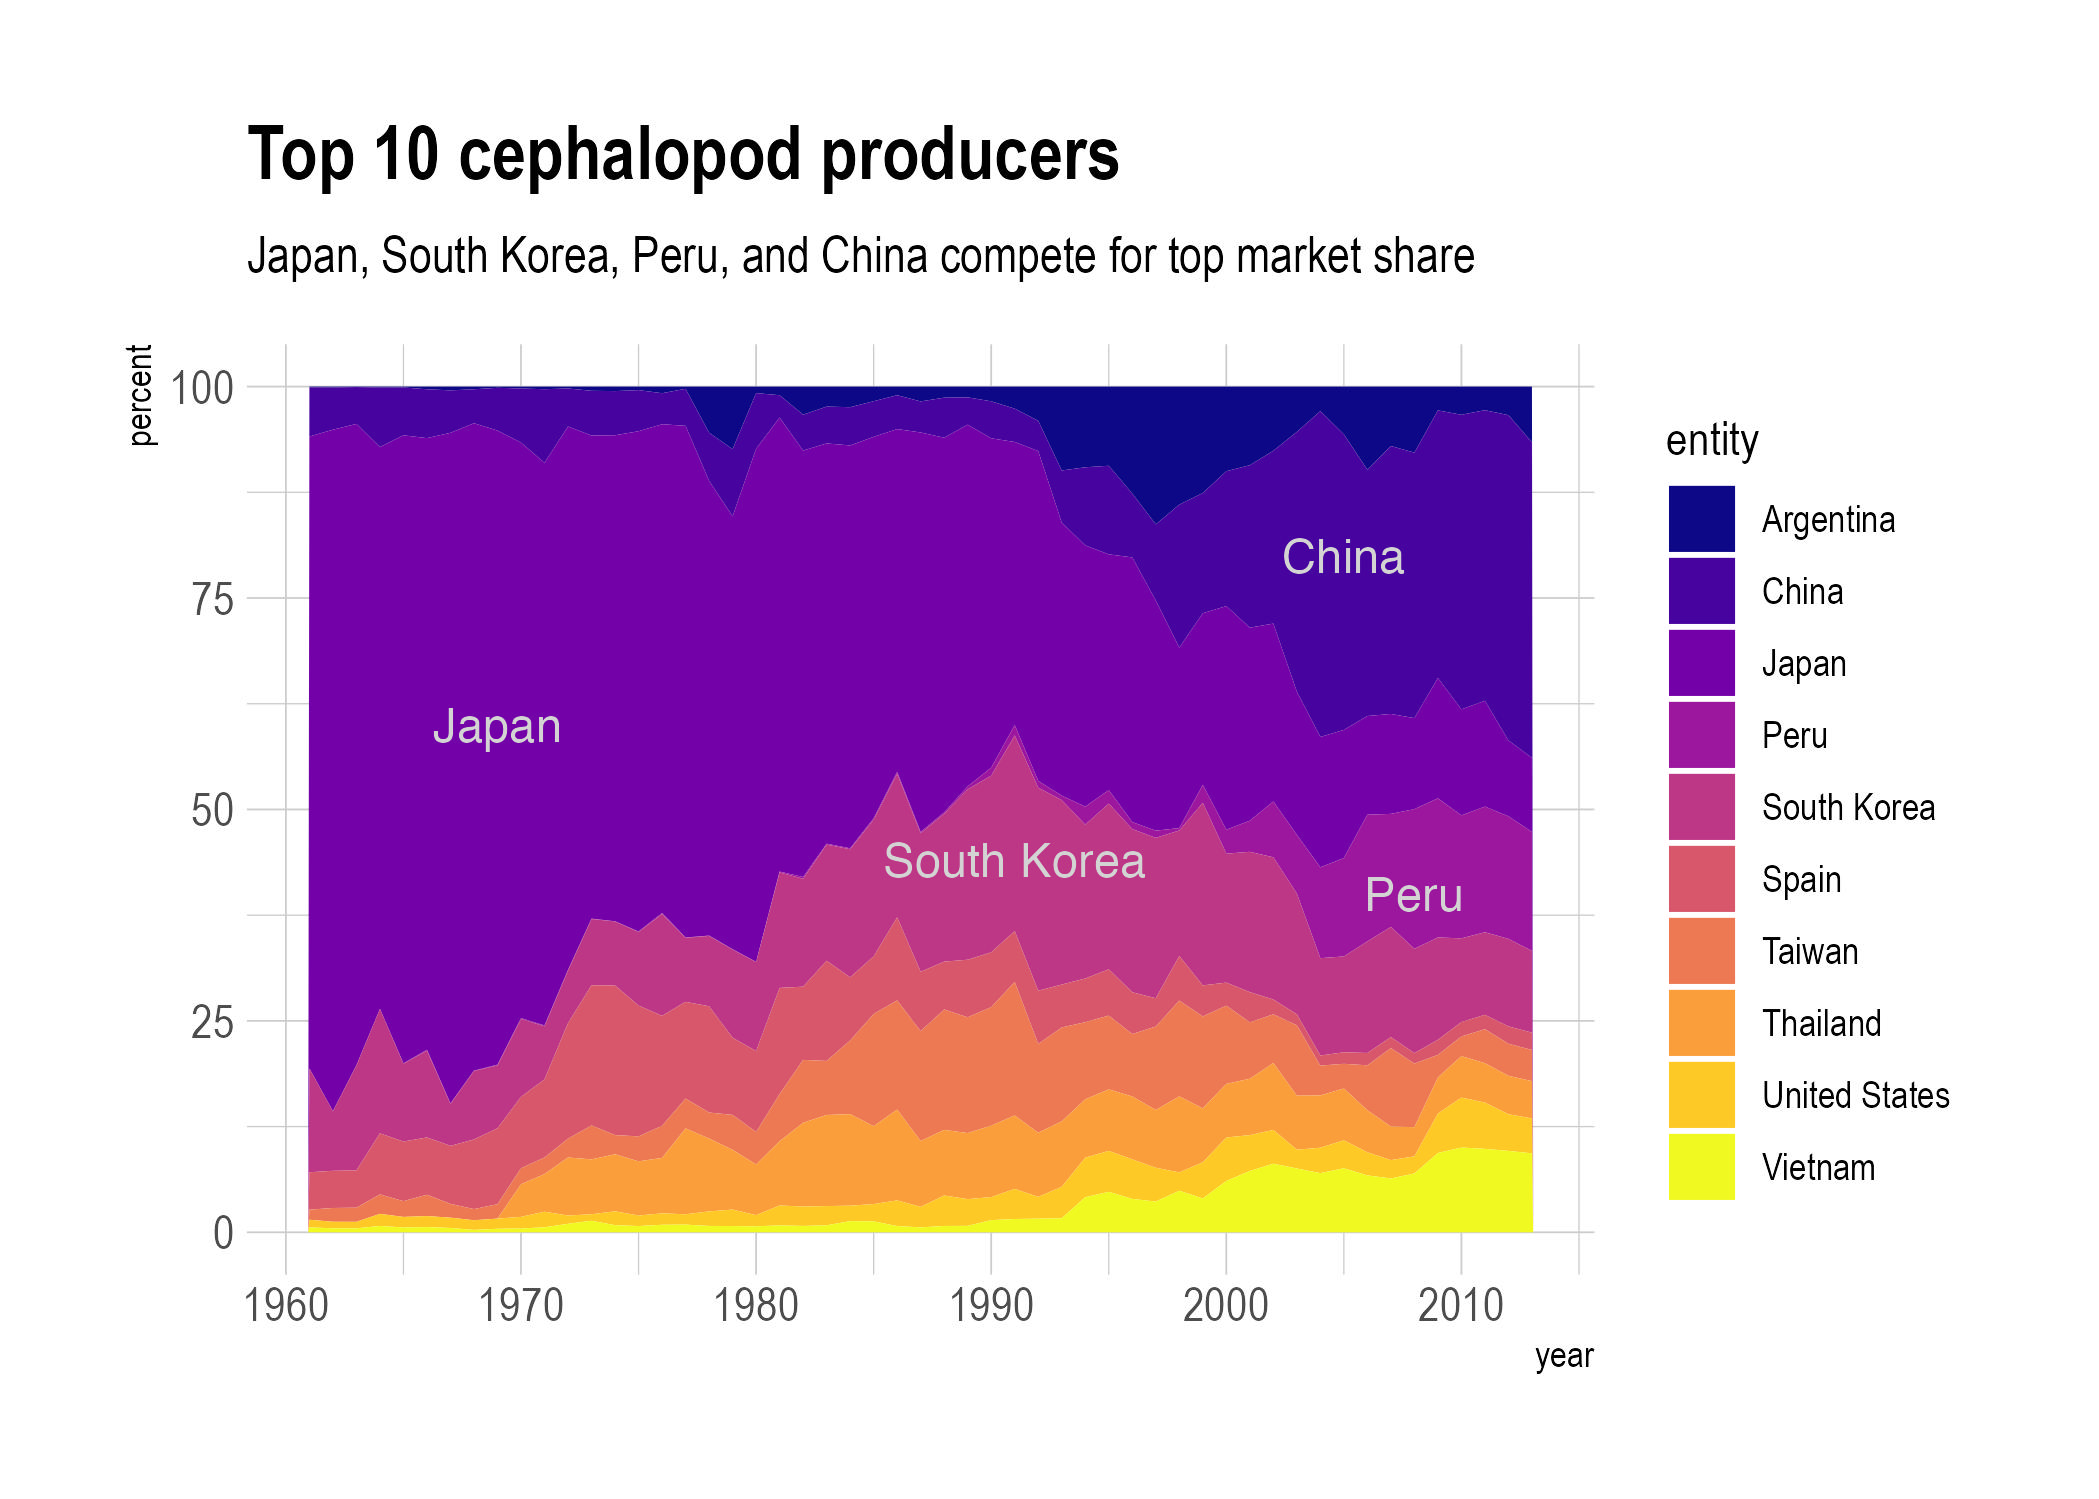 Top 10 cephalopod producers
Japan, South Korea, Peru, and China compete for top market share
percent
100
75
50
25
0
China
Japan
South Korea
Peru
1960 1970 1980 1990 2000 2010
year
entity
Argentina
China
Japan
Peru
South Korea
Spain
Taiwan
Thailand
United States
Vietnam